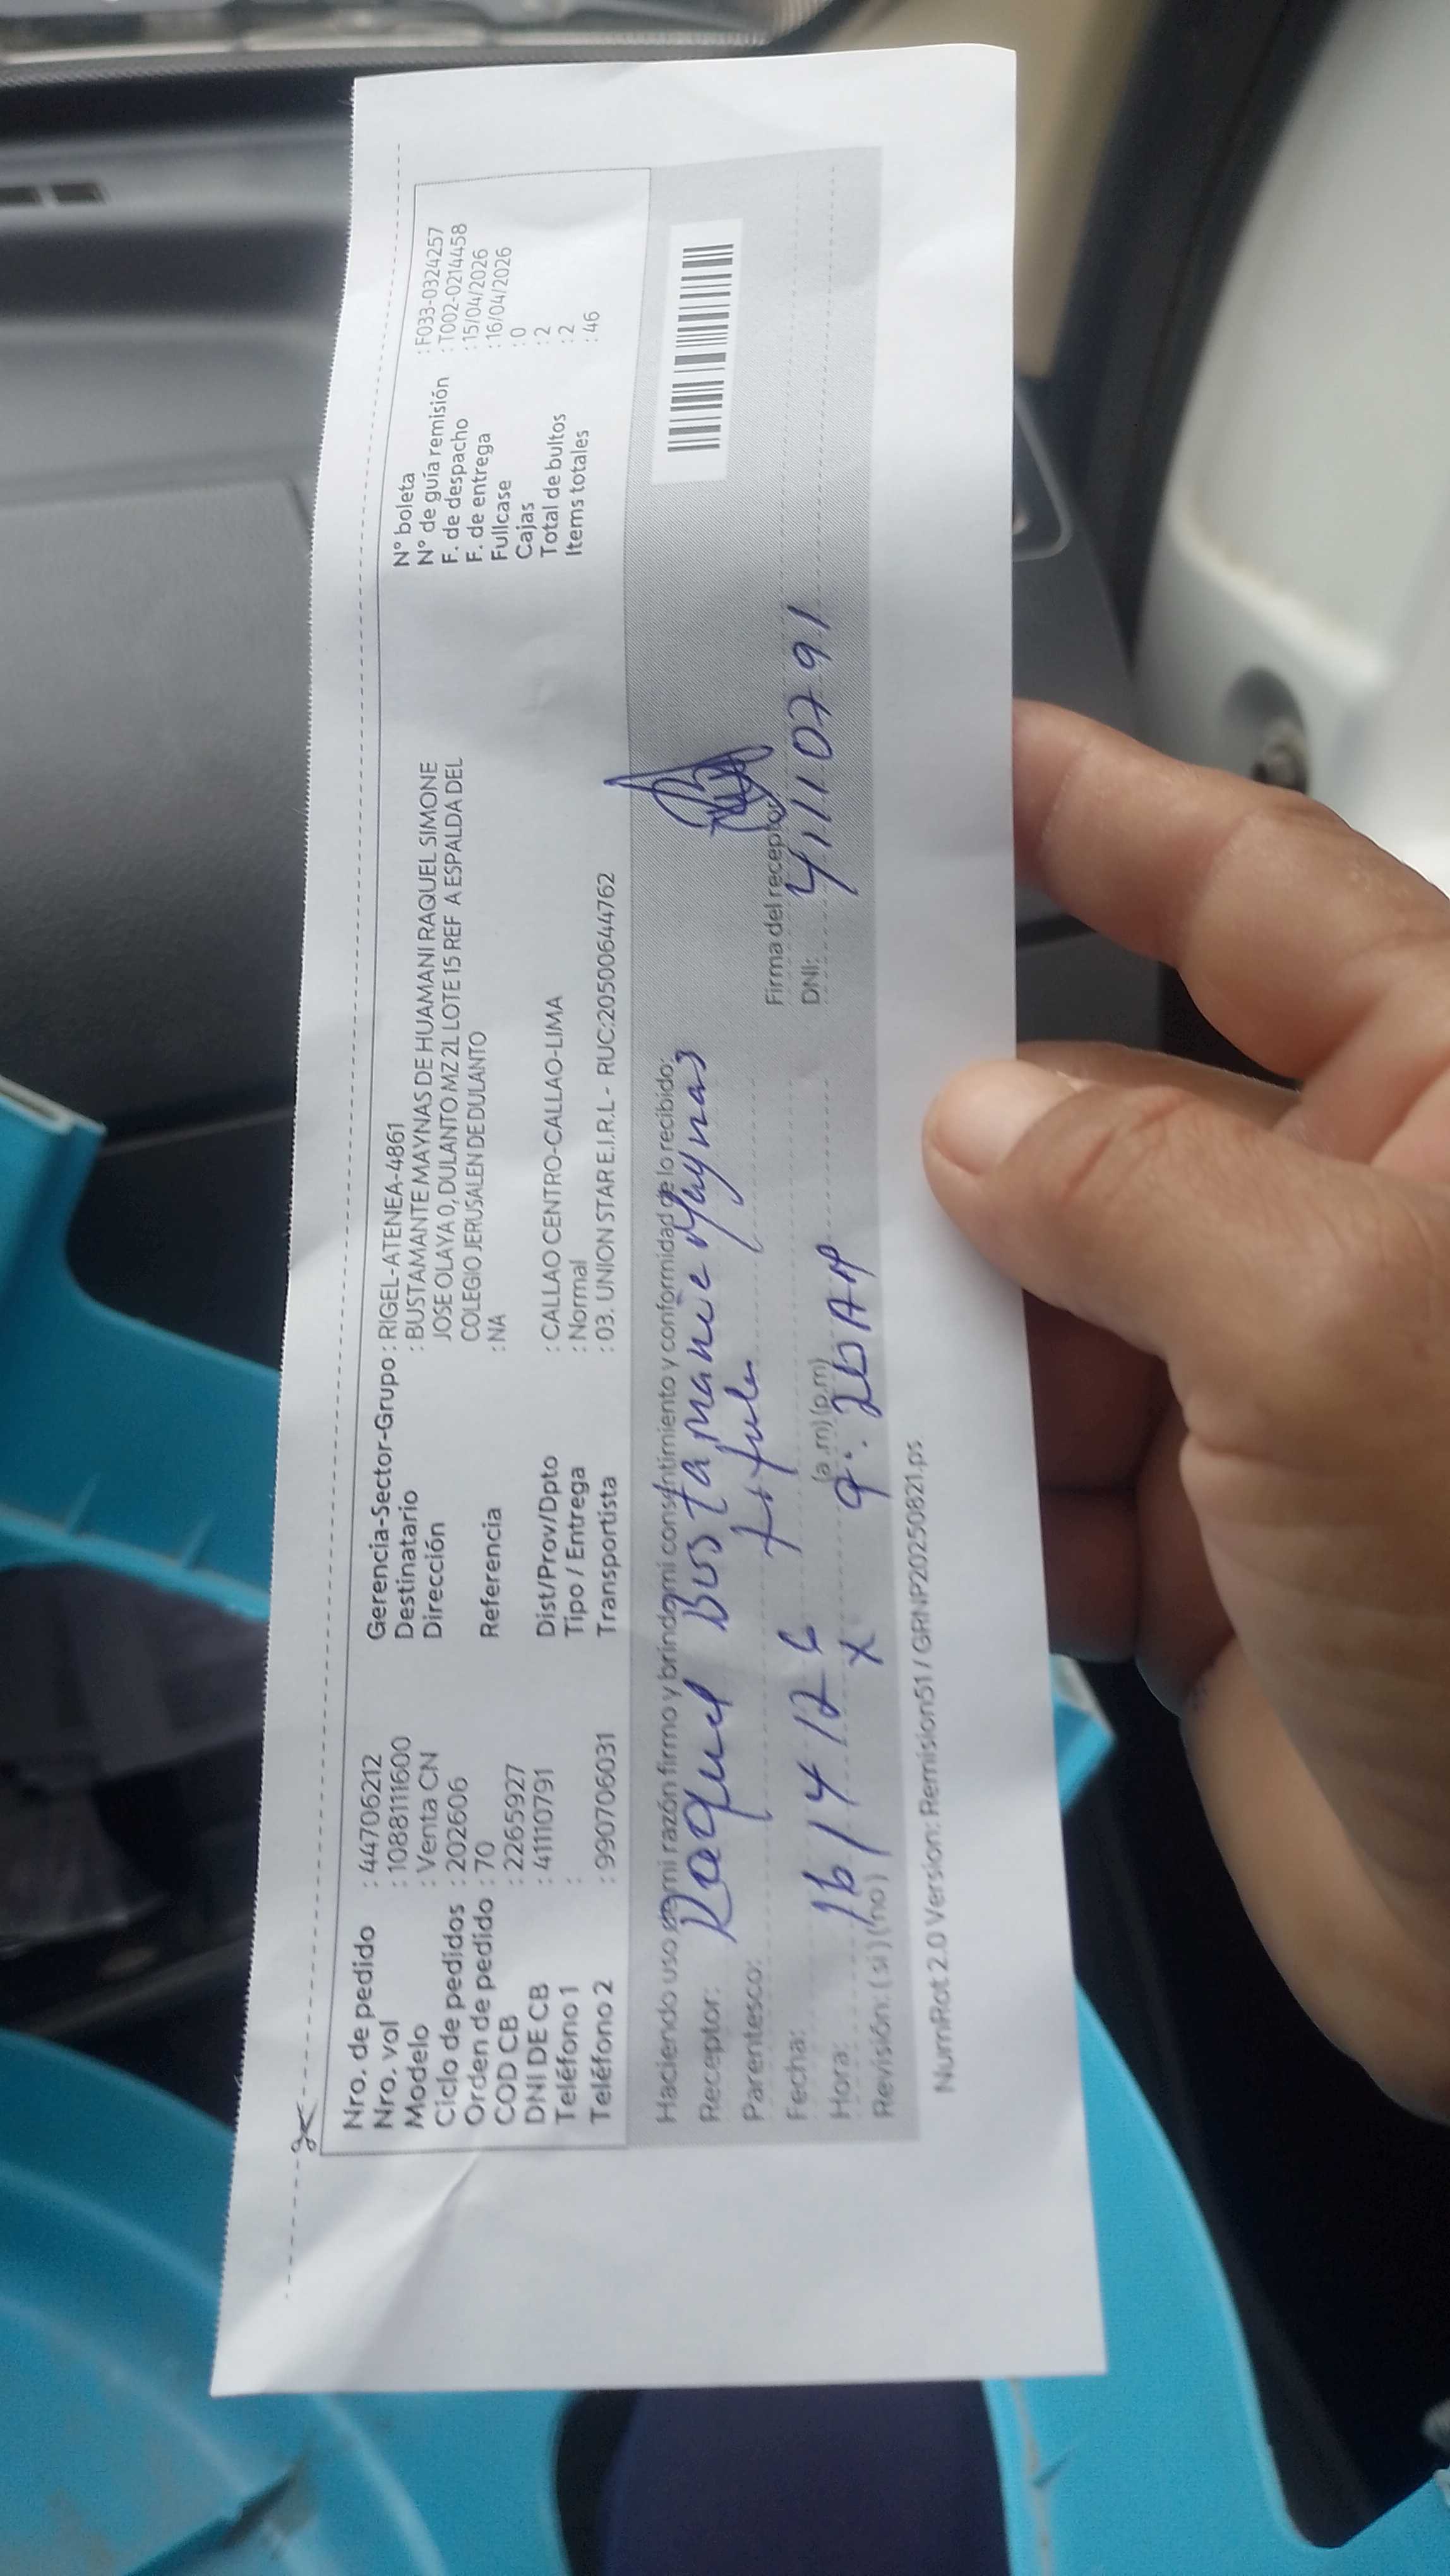 Nro. de pedido : 44706212
Nro. vol : 1088111600
Modelo : Venta CN
Ciclo de pedidos : 202606
Orden de pedido : 70
COD CB : 2265927
DNI DE CB : 41110791
Teléfono 1 :
Teléfono 2 : 990706031
Gerencia-Sector-Grupo : RIGEL-ATENEA-4861
Destinatario : BUSTAMANTE MAYNAS DE HUAMANI RAQUEL SIMONE
Dirección JOSE OLAYA 0, DULANTO MZ 2L LOTE 15 REF A ESPALDA DEL
COLEGIO JERUSALEN DE DULANTO
Referencia : NA
Dist/Prov/Dpto : CALLAO CENTRO-CALLAO-LIMA
Tipo / Entrega : Normal
Transportista : 03. UNION STAR E.I.R.L - RUC:20500644762
N° boleta : F033-0324257
N° de guía remisión : T002-0214458
F. de despacho : 15/04/2026
F. de entrega : 16/04/2026
Fullcase : 0
Cajas : 2
Total de bultos : 2
Items totales : 46
Haciendo uso de mi razón firmo y brindo mi consentimiento y conformidad de lo recibido:
Receptor: Raquel Bustamante Maynas
Parentesco:
Fecha: 16/4/26
Hora: (a.m) (p.m) 9:20 AM
Revisión: (si) (no) X
Firma del receptor
DNI: 41110791
NumRot 2.0 Version: Remision51 / GRNP20250821.ps